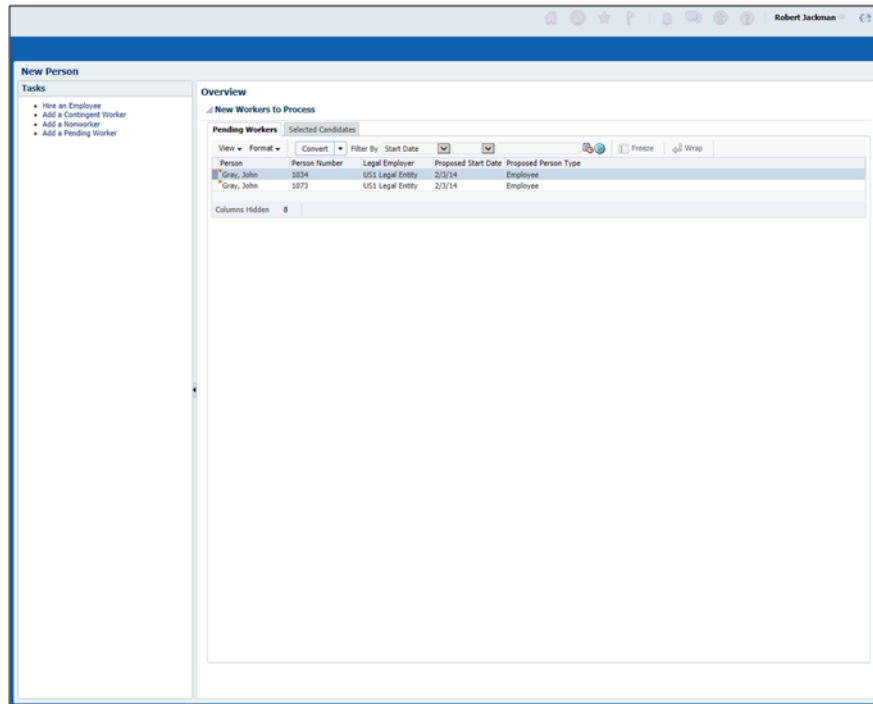 Robert Jackman
New Person
Tasks
Hire an Employee
Add a Contingent Worker
Add a Nonworker
Add a Pending Worker
Overview
New Workers to Process
Pending Workers Selected Candidates
View Format Convert Filter By Start Date Freeze Wrap
Person Person Number Legal Employer Proposed Start Date Proposed Person Type
Gray, John 1034 US1 Legal Entity 2/3/14 Employee
Gray, John 1073 US1 Legal Entity 2/3/14 Employee
Columns Hidden 8